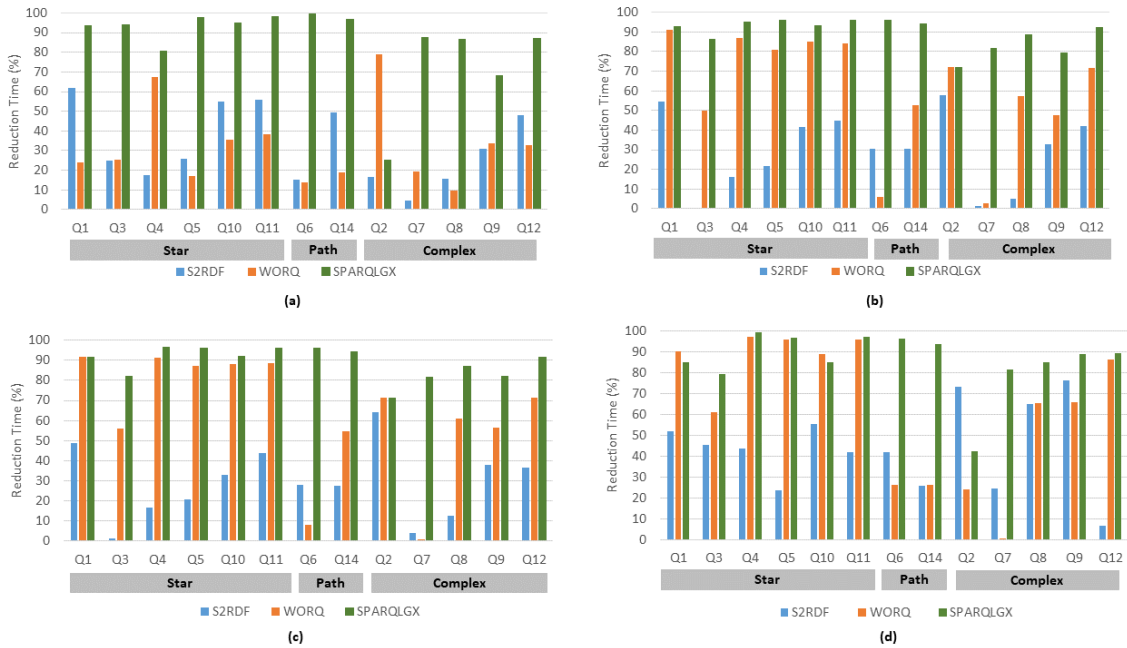 Reduction Time (%)
100
90
80
70
60
50
40
30
20
10
0
Q1 Q3 Q4 Q5 Q10 Q11 Q6 Q14 Q2 Q7 Q8 Q9 Q12
Star Path Complex
S2RDF WORQ SPARQLGX
(a)
Reduction Time (%)
100
90
80
70
60
50
40
30
20
10
0
Q1 Q3 Q4 Q5 Q10 Q11 Q6 Q14 Q2 Q7 Q8 Q9 Q12
Star Path Complex
S2RDF WORQ SPARQLGX
(b)
Reduction Time (%)
100
90
80
70
60
50
40
30
20
10
0
Q1 Q3 Q4 Q5 Q10 Q11 Q6 Q14 Q2 Q7 Q8 Q9 Q12
Star Path Complex
S2RDF WORQ SPARQLGX
(c)
Reduction Time (%)
100
90
80
70
60
50
40
30
20
10
0
Q1 Q3 Q4 Q5 Q10 Q11 Q6 Q14 Q2 Q7 Q8 Q9 Q12
Star Path Complex
S2RDF WORQ SPARQLGX
(d)